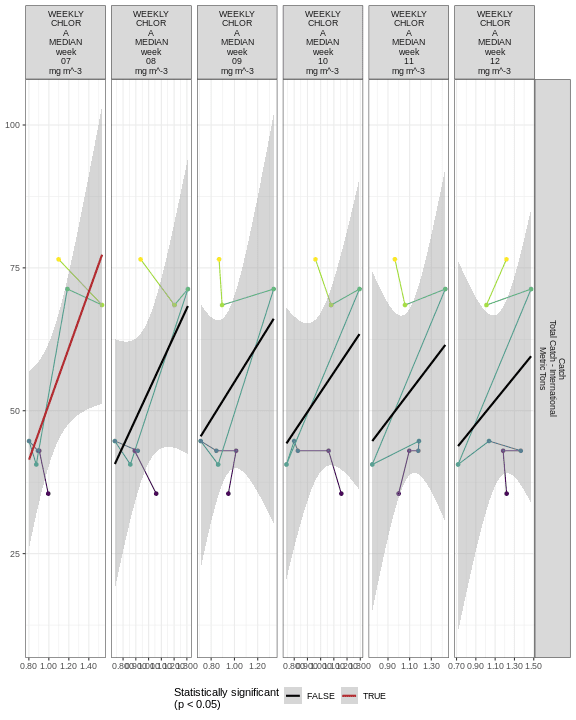 WEEKLY
CHLOR
A
MEDIAN
week
07
mg m^-3
WEEKLY
CHLOR
A
MEDIAN
week
08
mg m^-3
WEEKLY
CHLOR
A
MEDIAN
week
09
mg m^-3
WEEKLY
CHLOR
A
MEDIAN
week
10
mg m^-3
WEEKLY
CHLOR
A
MEDIAN
week
11
mg m^-3
WEEKLY
CHLOR
A
MEDIAN
week
12
mg m^-3
100
75
50
25
Catch
Total Catch - International
Metric Tons
0.80 1.00 1.20 1.40
0.80 1.00 1.20
0.90 1.10 1.30
0.70 0.90 1.10 1.30 1.50
Statistically significant
(p < 0.05)
FALSE
TRUE